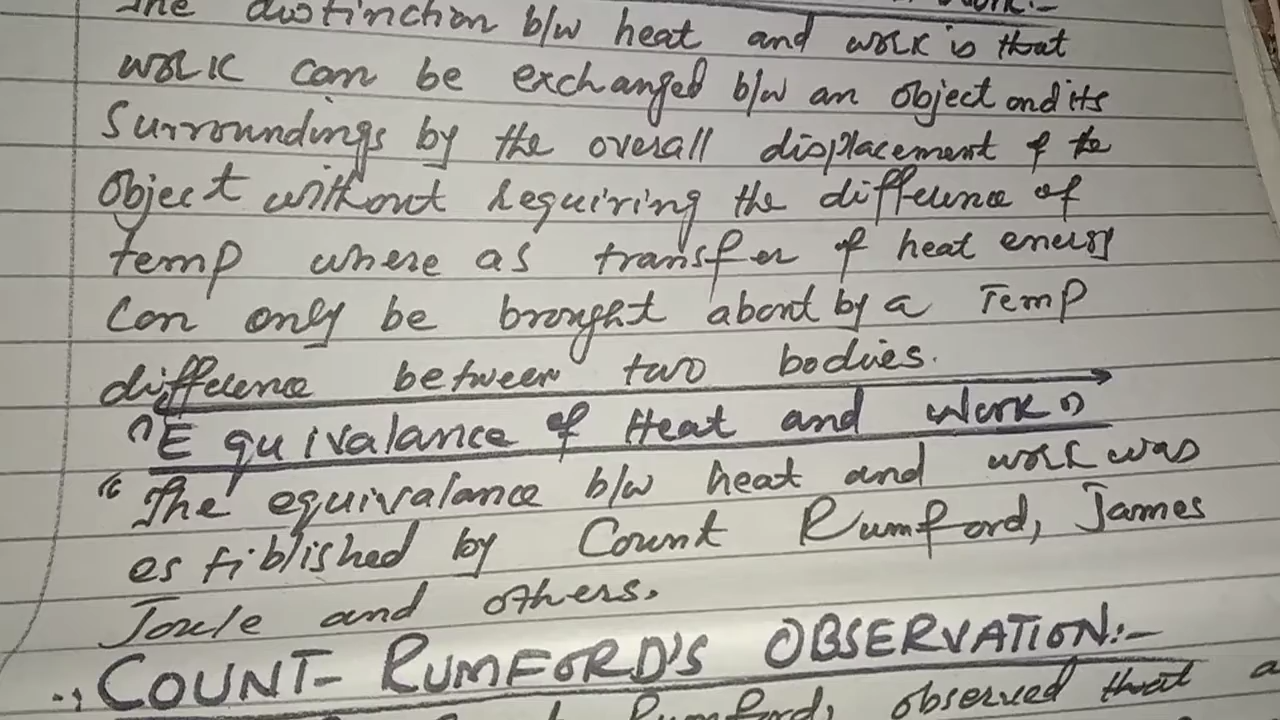 Work:-
The distinction b/w heat and work is that
work can be exchanged b/w an object and its
Surroundings by the overall displacement of the
Object without requiring the difference of
temp where as transfer of heat energy
Can only be brought about by a Temp
difference between two bodies.
"Equivalance of Heat and Work"
"The equivalance b/w heat and work was
estiblished by Count Rumford, James
Joule and others.
COUNT- RUMFORD'S OBSERVATION:-
Rumford, observed that a